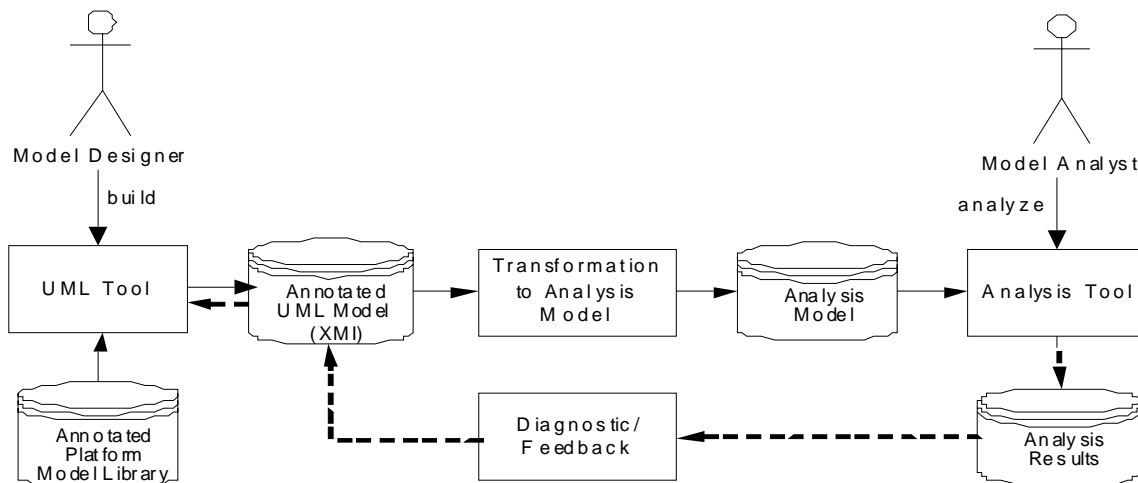 Model Designer
Model Analyst
build
analyze
UML Tool
Annotated
UML Model
(XMI)
Transformation
to Analysis
Model
Analysis
Model
Analysis Tool
Annotated
Platform
Model Library
Diagnostic/
Feedback
Analysis
Results